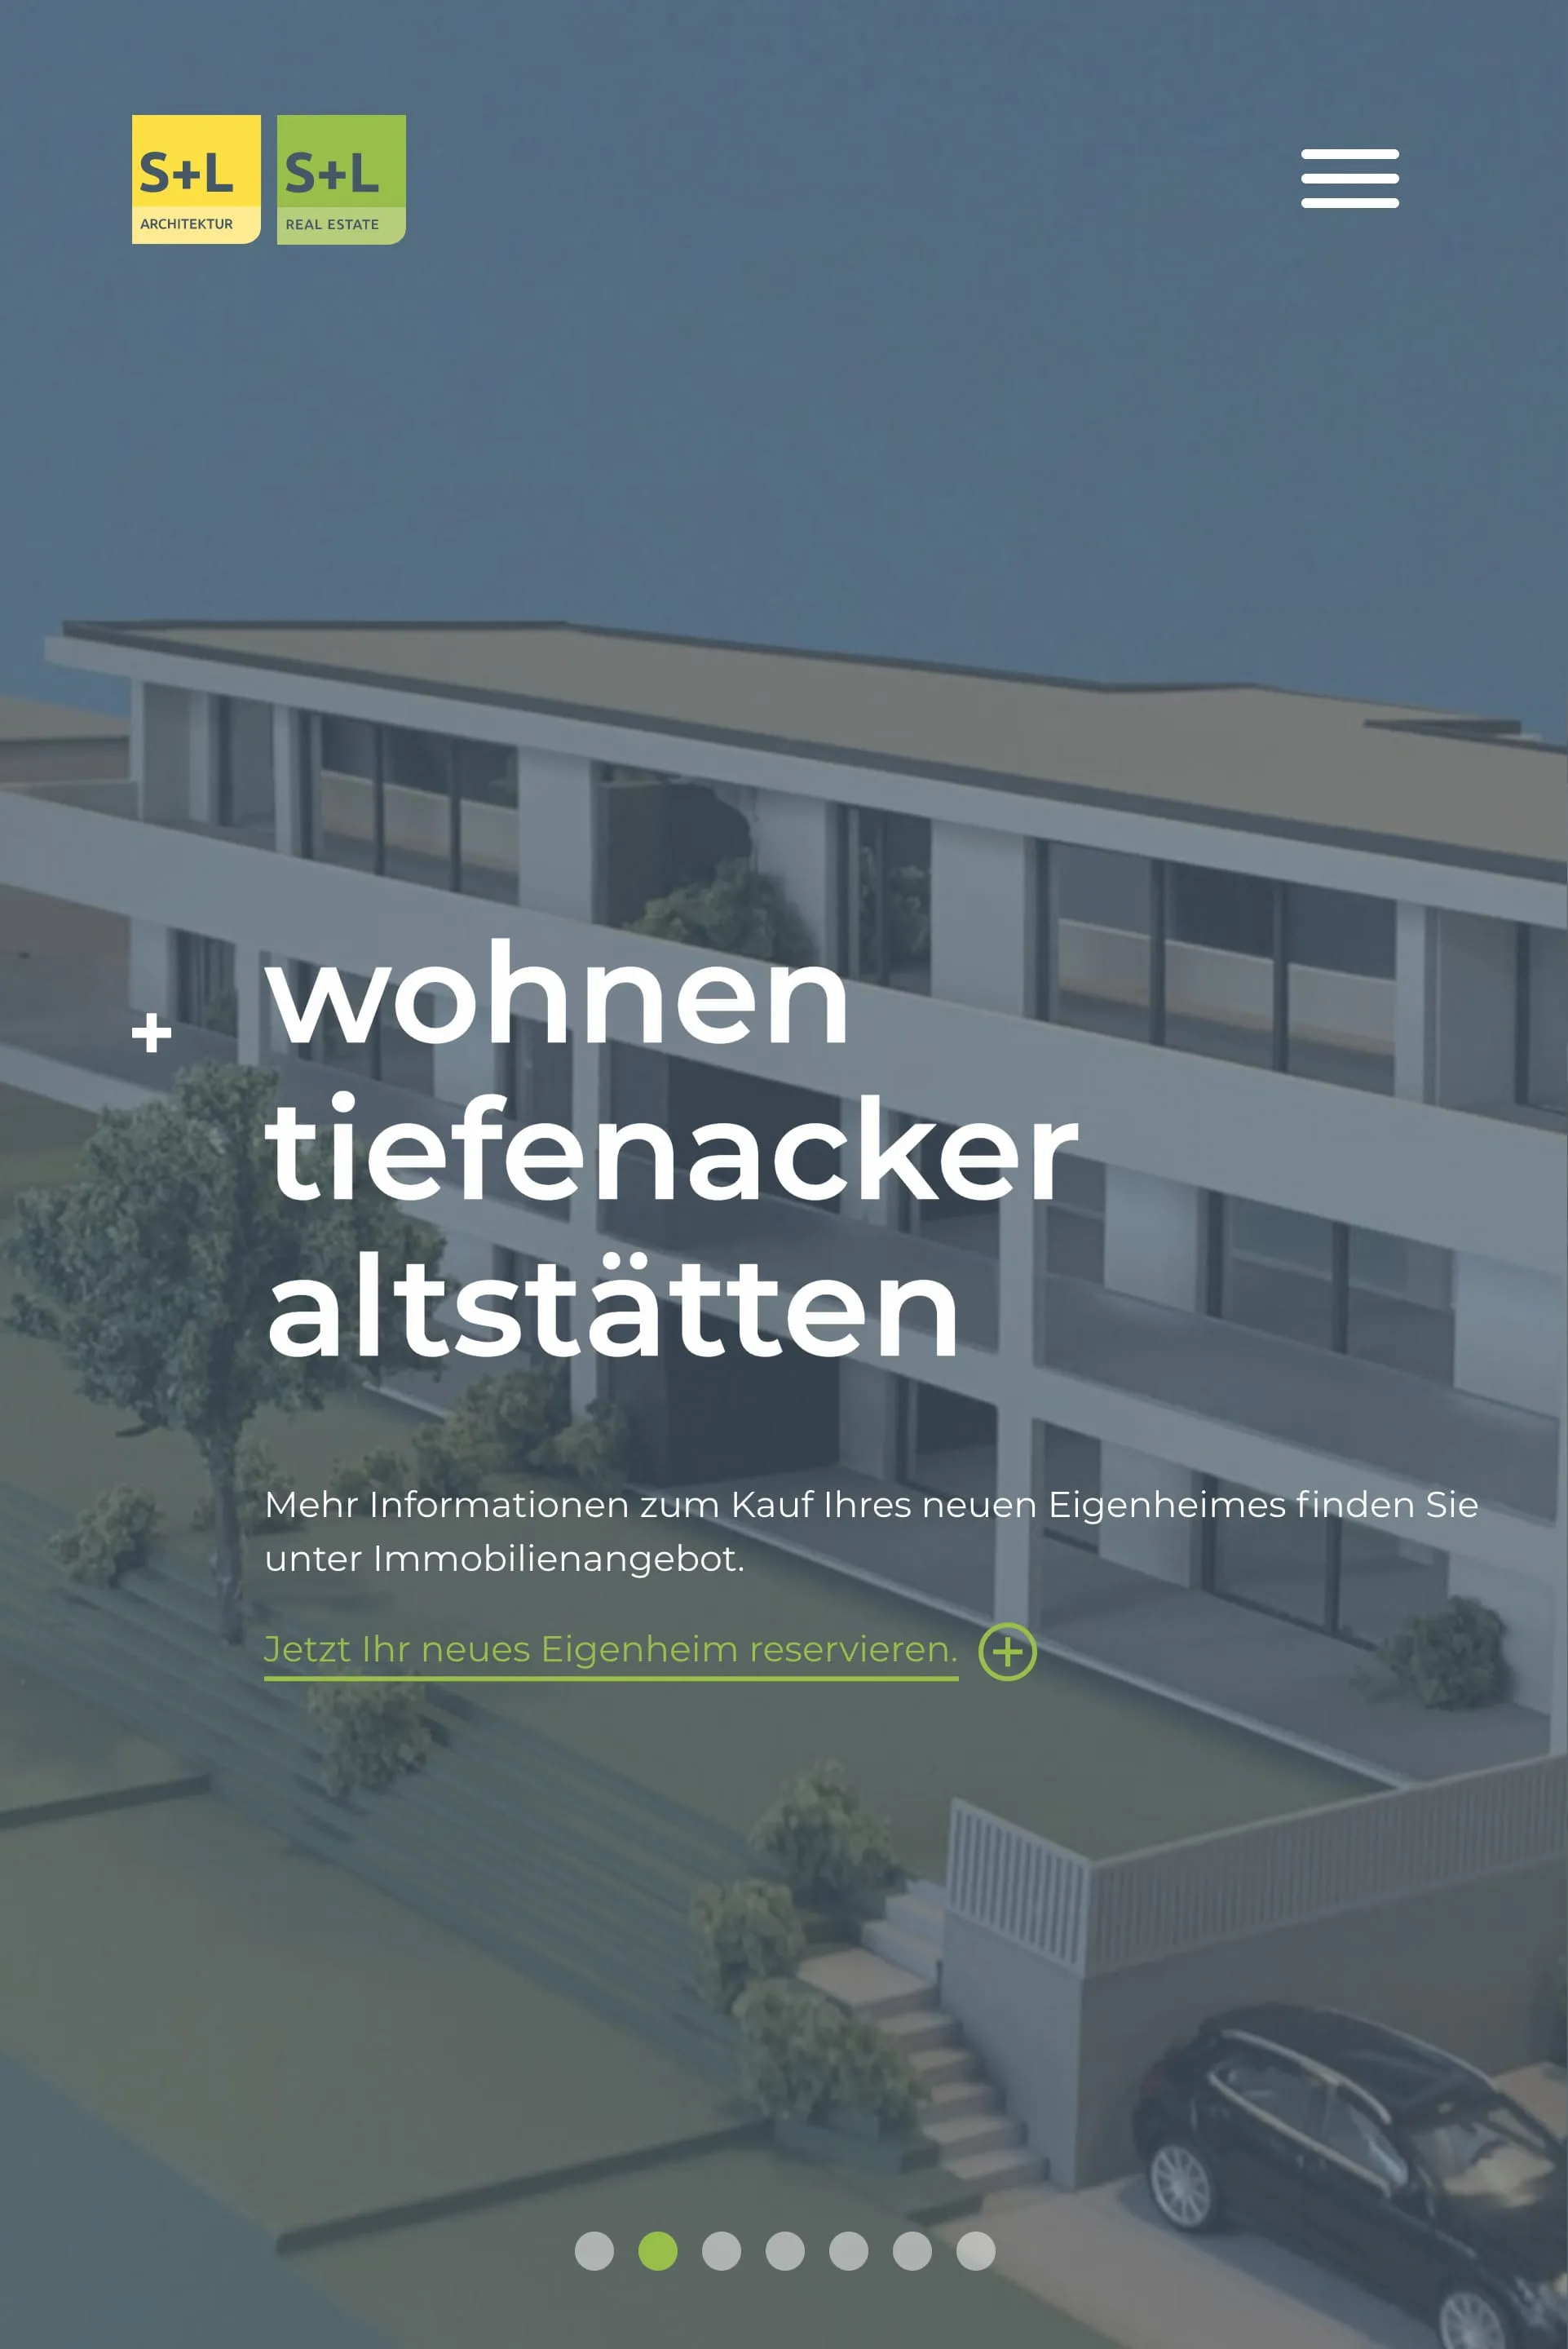 S+L
ARCHITEKTUR
S+L
REAL ESTATE
+ wohnen
tiefenacker
altstätten
Mehr Informationen zum Kauf Ihres neuen Eigenheimes finden Sie
unter Immobilienangebot.
Jetzt Ihr neues Eigenheim reservieren.